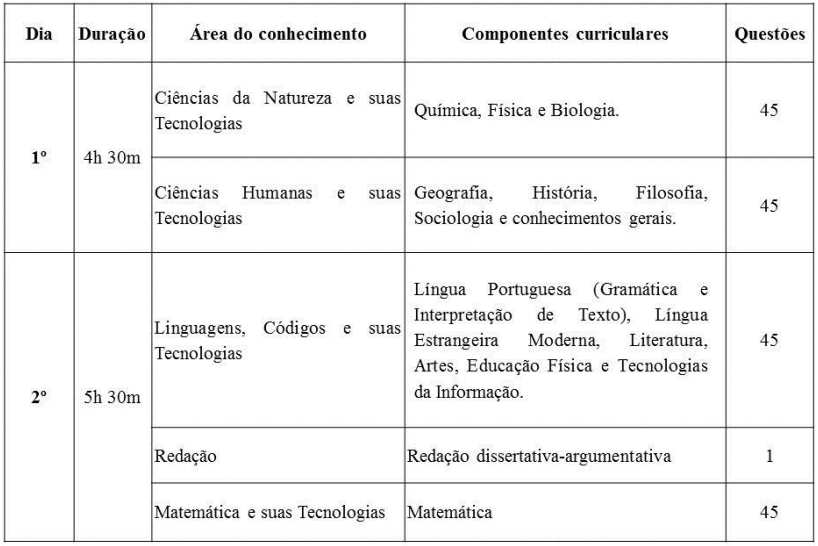 Dia Duração Área do conhecimento Componentes curriculares Questões
1º 4h 30m
Ciências da Natureza e suas
Tecnologias
Química, Física e Biologia.
45
Ciências Humanas e suas
Tecnologias
Geografia, História, Filosofia,
Sociologia e conhecimentos gerais.
45
2º 5h 30m
Linguagens, Códigos e suas
Tecnologias
Língua Portuguesa (Gramática e
Interpretação de Texto), Língua
Estrangeira Moderna, Literatura,
Artes, Educação Física e Tecnologias
da Informação.
45
Redação
Redação dissertativa-argumentativa
1
Matemática e suas Tecnologias
Matemática
45